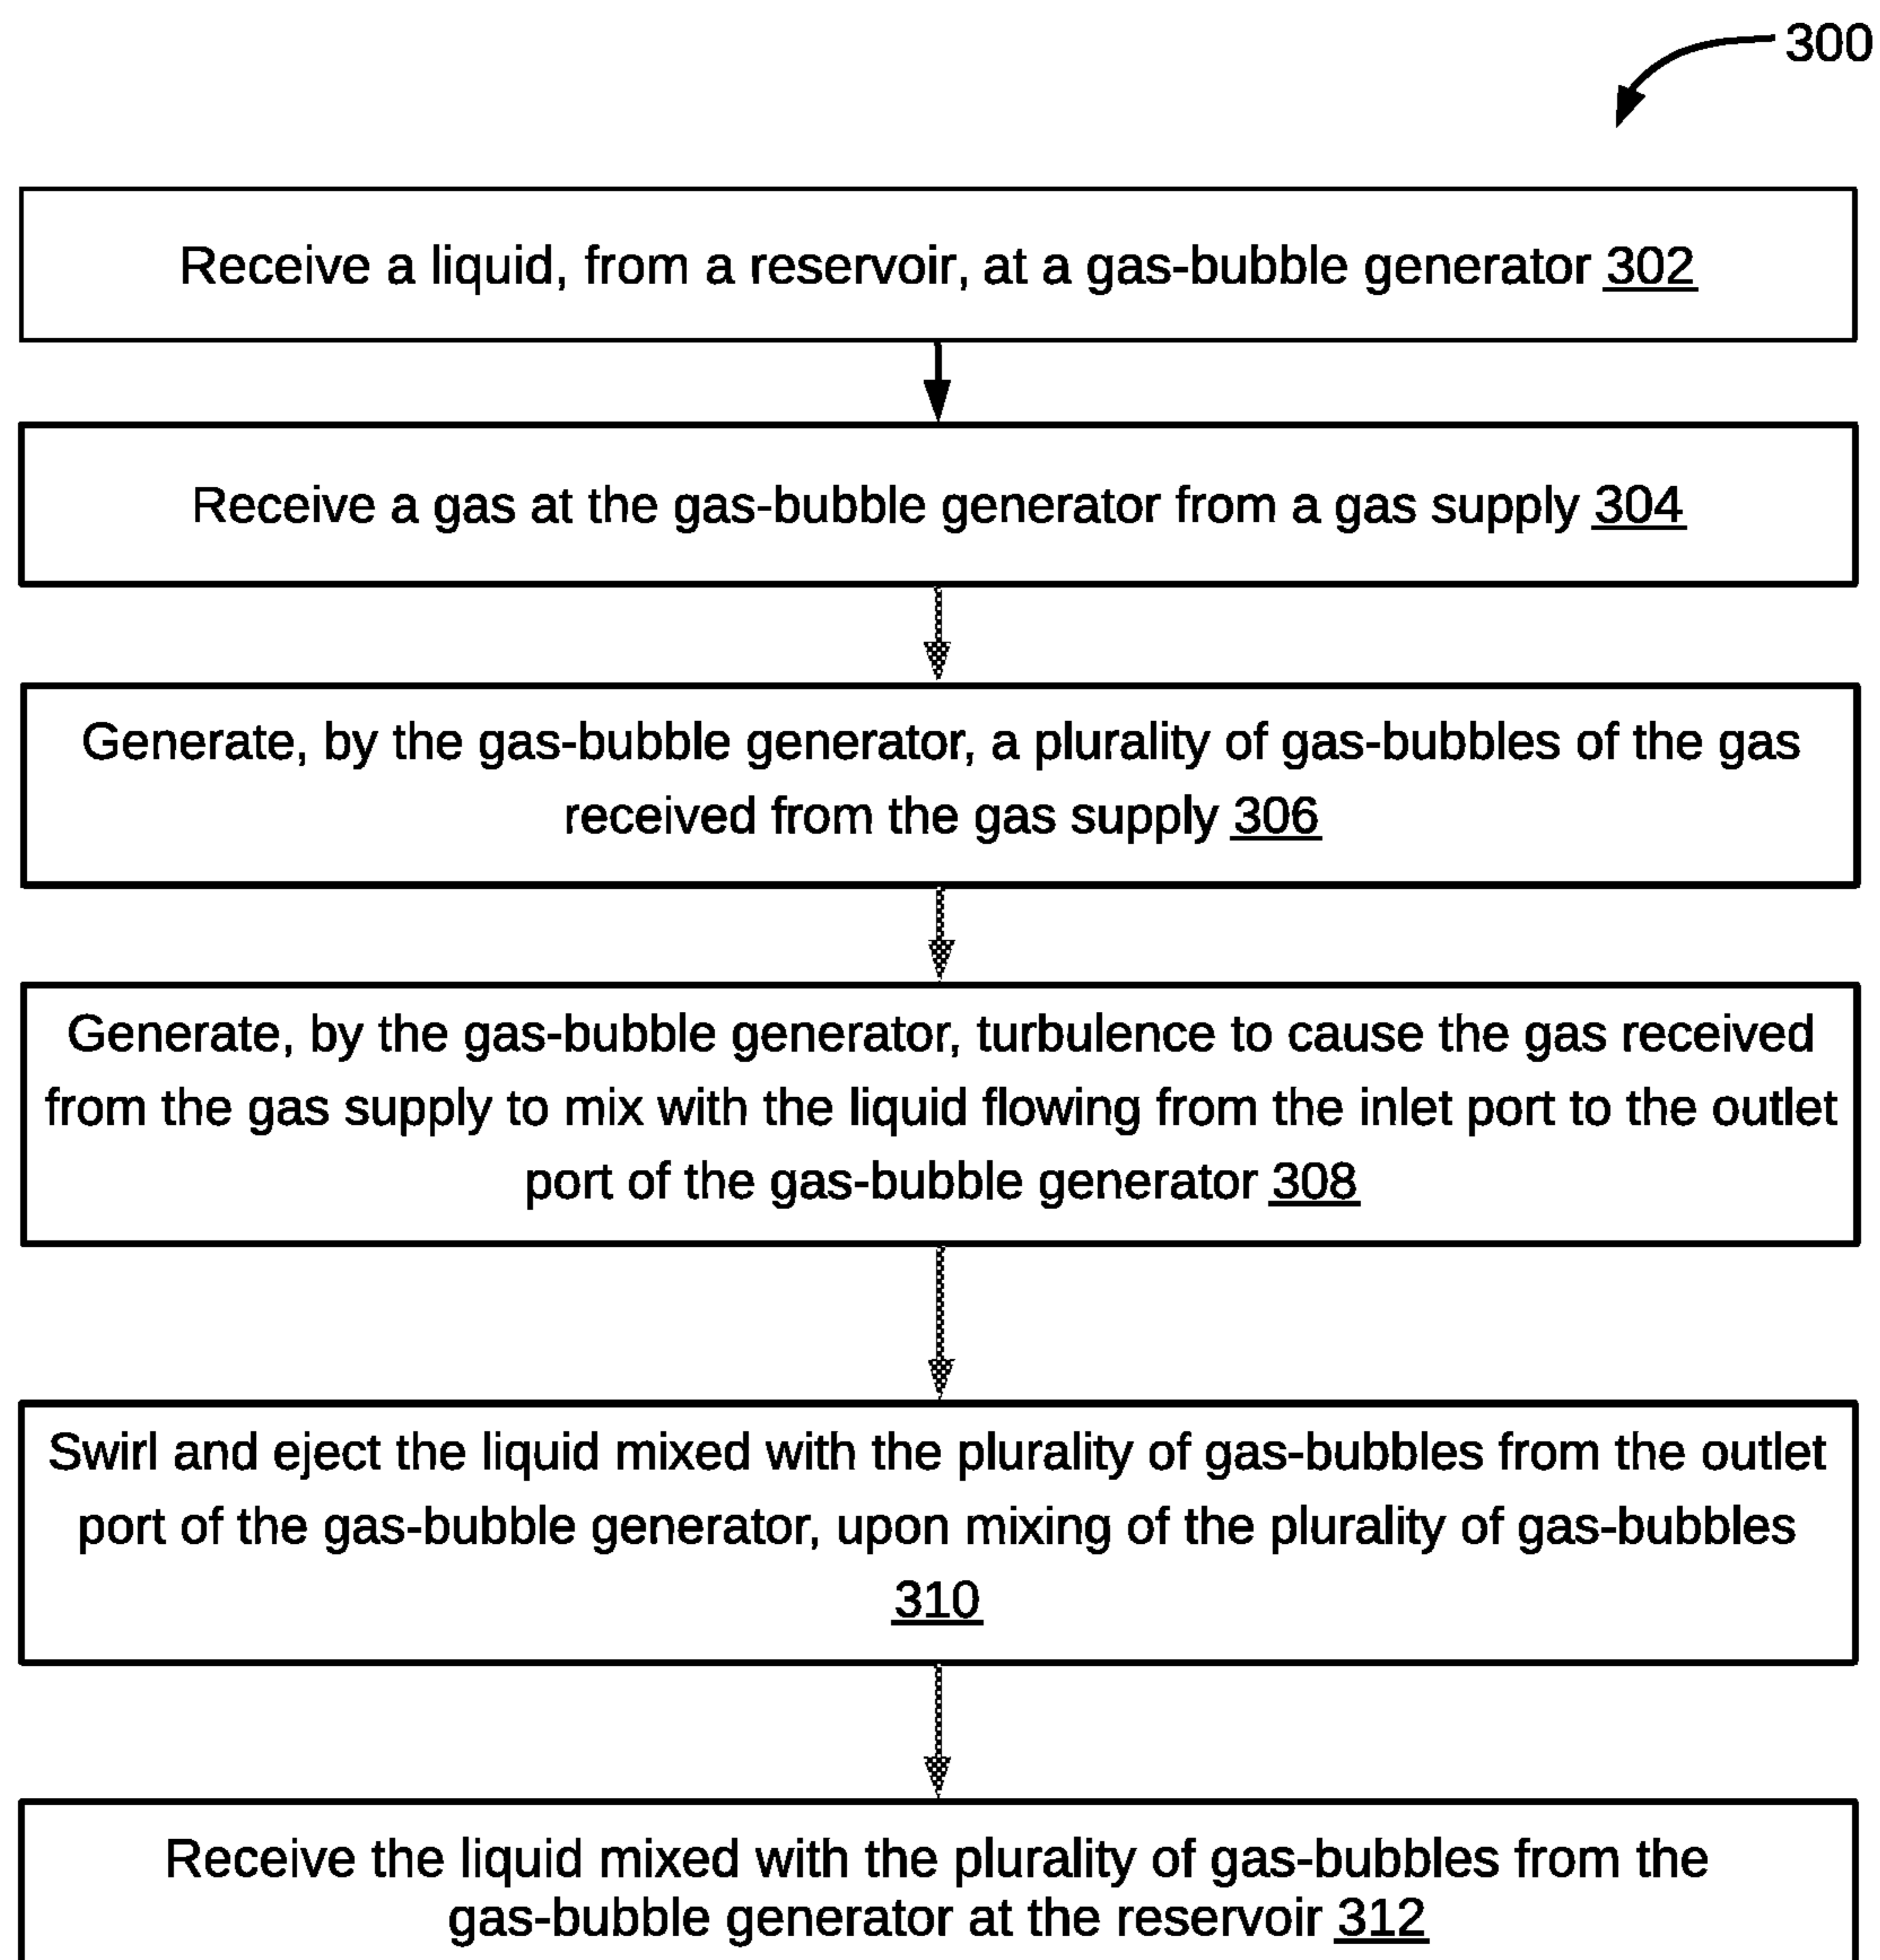 300
Receive a liquid, from a reservoir, at a gas-bubble generator 302
Receive a gas at the gas-bubble generator from a gas supply 304
Generate, by the gas-bubble generator, a plurality of gas-bubbles of the gas
received from the gas supply 306
Generate, by the gas-bubble generator, turbulence to cause the gas received
from the gas supply to mix with the liquid flowing from the inlet port to the outlet
port of the gas-bubble generator 308
Swirl and eject the liquid mixed with the plurality of gas-bubbles from the outlet
port of the gas-bubble generator, upon mixing of the plurality of gas-bubbles
310
Receive the liquid mixed with the plurality of gas-bubbles from the
gas-bubble generator at the reservoir 312